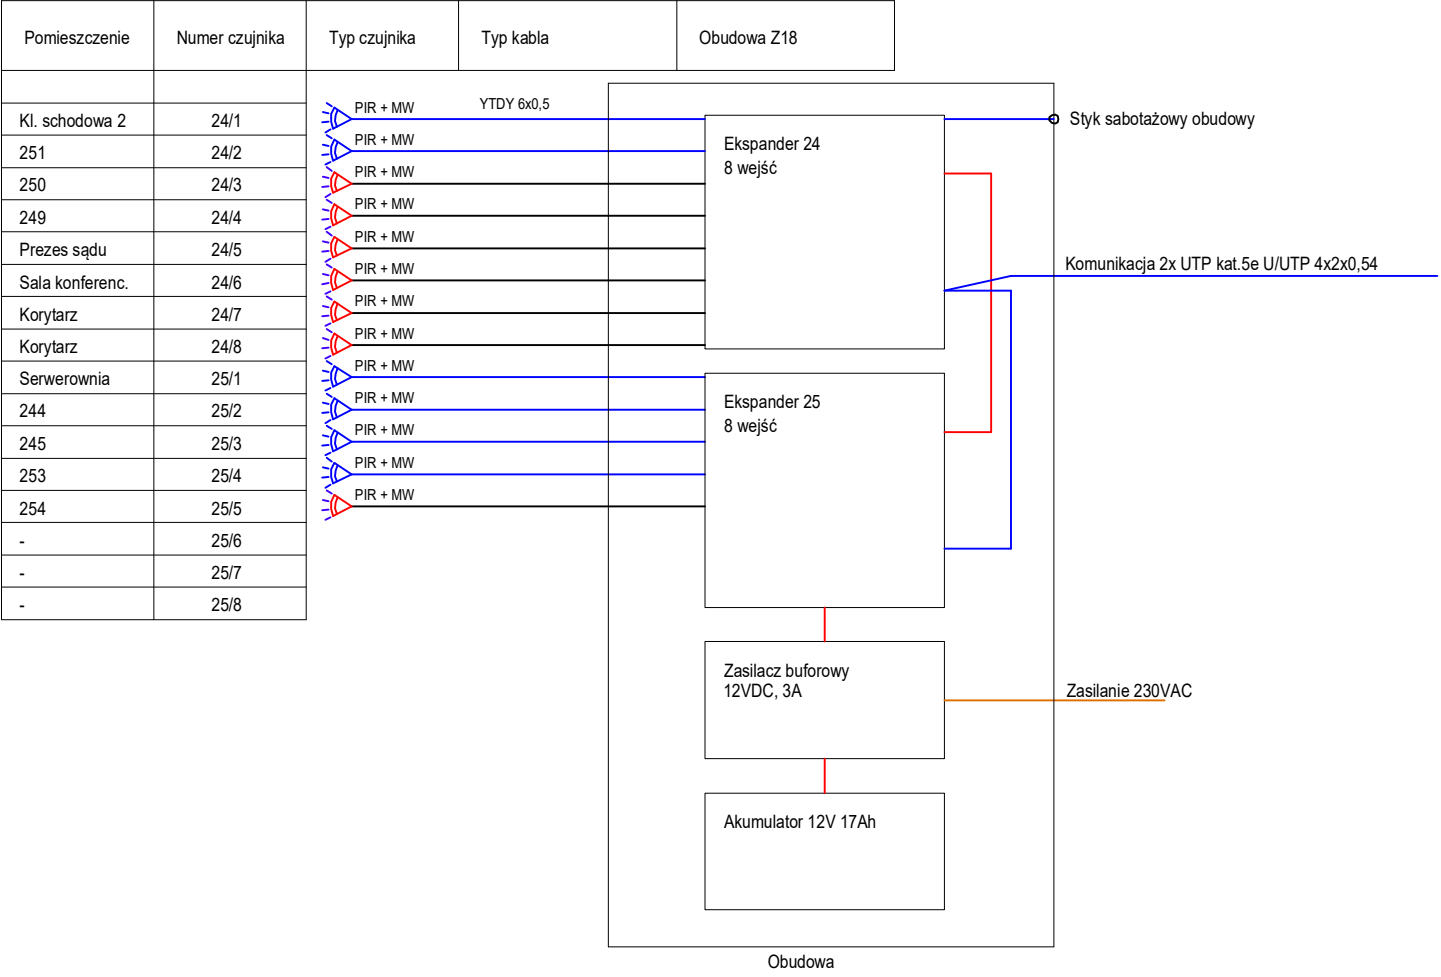 Pomieszczenie Numer czujnika Typ czujnika Typ kabla Obudowa Z18
Kl. schodowa 2 24/1 PIR + MW YTDY 6x0,5
251 24/2 PIR + MW
250 24/3 PIR + MW
249 24/4 PIR + MW
Prezes sądu 24/5 PIR + MW
Sala konferenc. 24/6 PIR + MW
Korytarz 24/7 PIR + MW
Korytarz 24/8 PIR + MW
Serwerownia 25/1 PIR + MW
244 25/2 PIR + MW
245 25/3 PIR + MW
253 25/4 PIR + MW
254 25/5 PIR + MW
- 25/6
- 25/7
- 25/8
Ekspander 24
8 wejść
Styk sabotażowy obudowy
Komunikacja 2x UTP kat.5e U/UTP 4x2x0,54
Ekspander 25
8 wejść
Zasilacz buforowy
12VDC, 3A
Zasilanie 230VAC
Akumulator 12V 17Ah
Obudowa